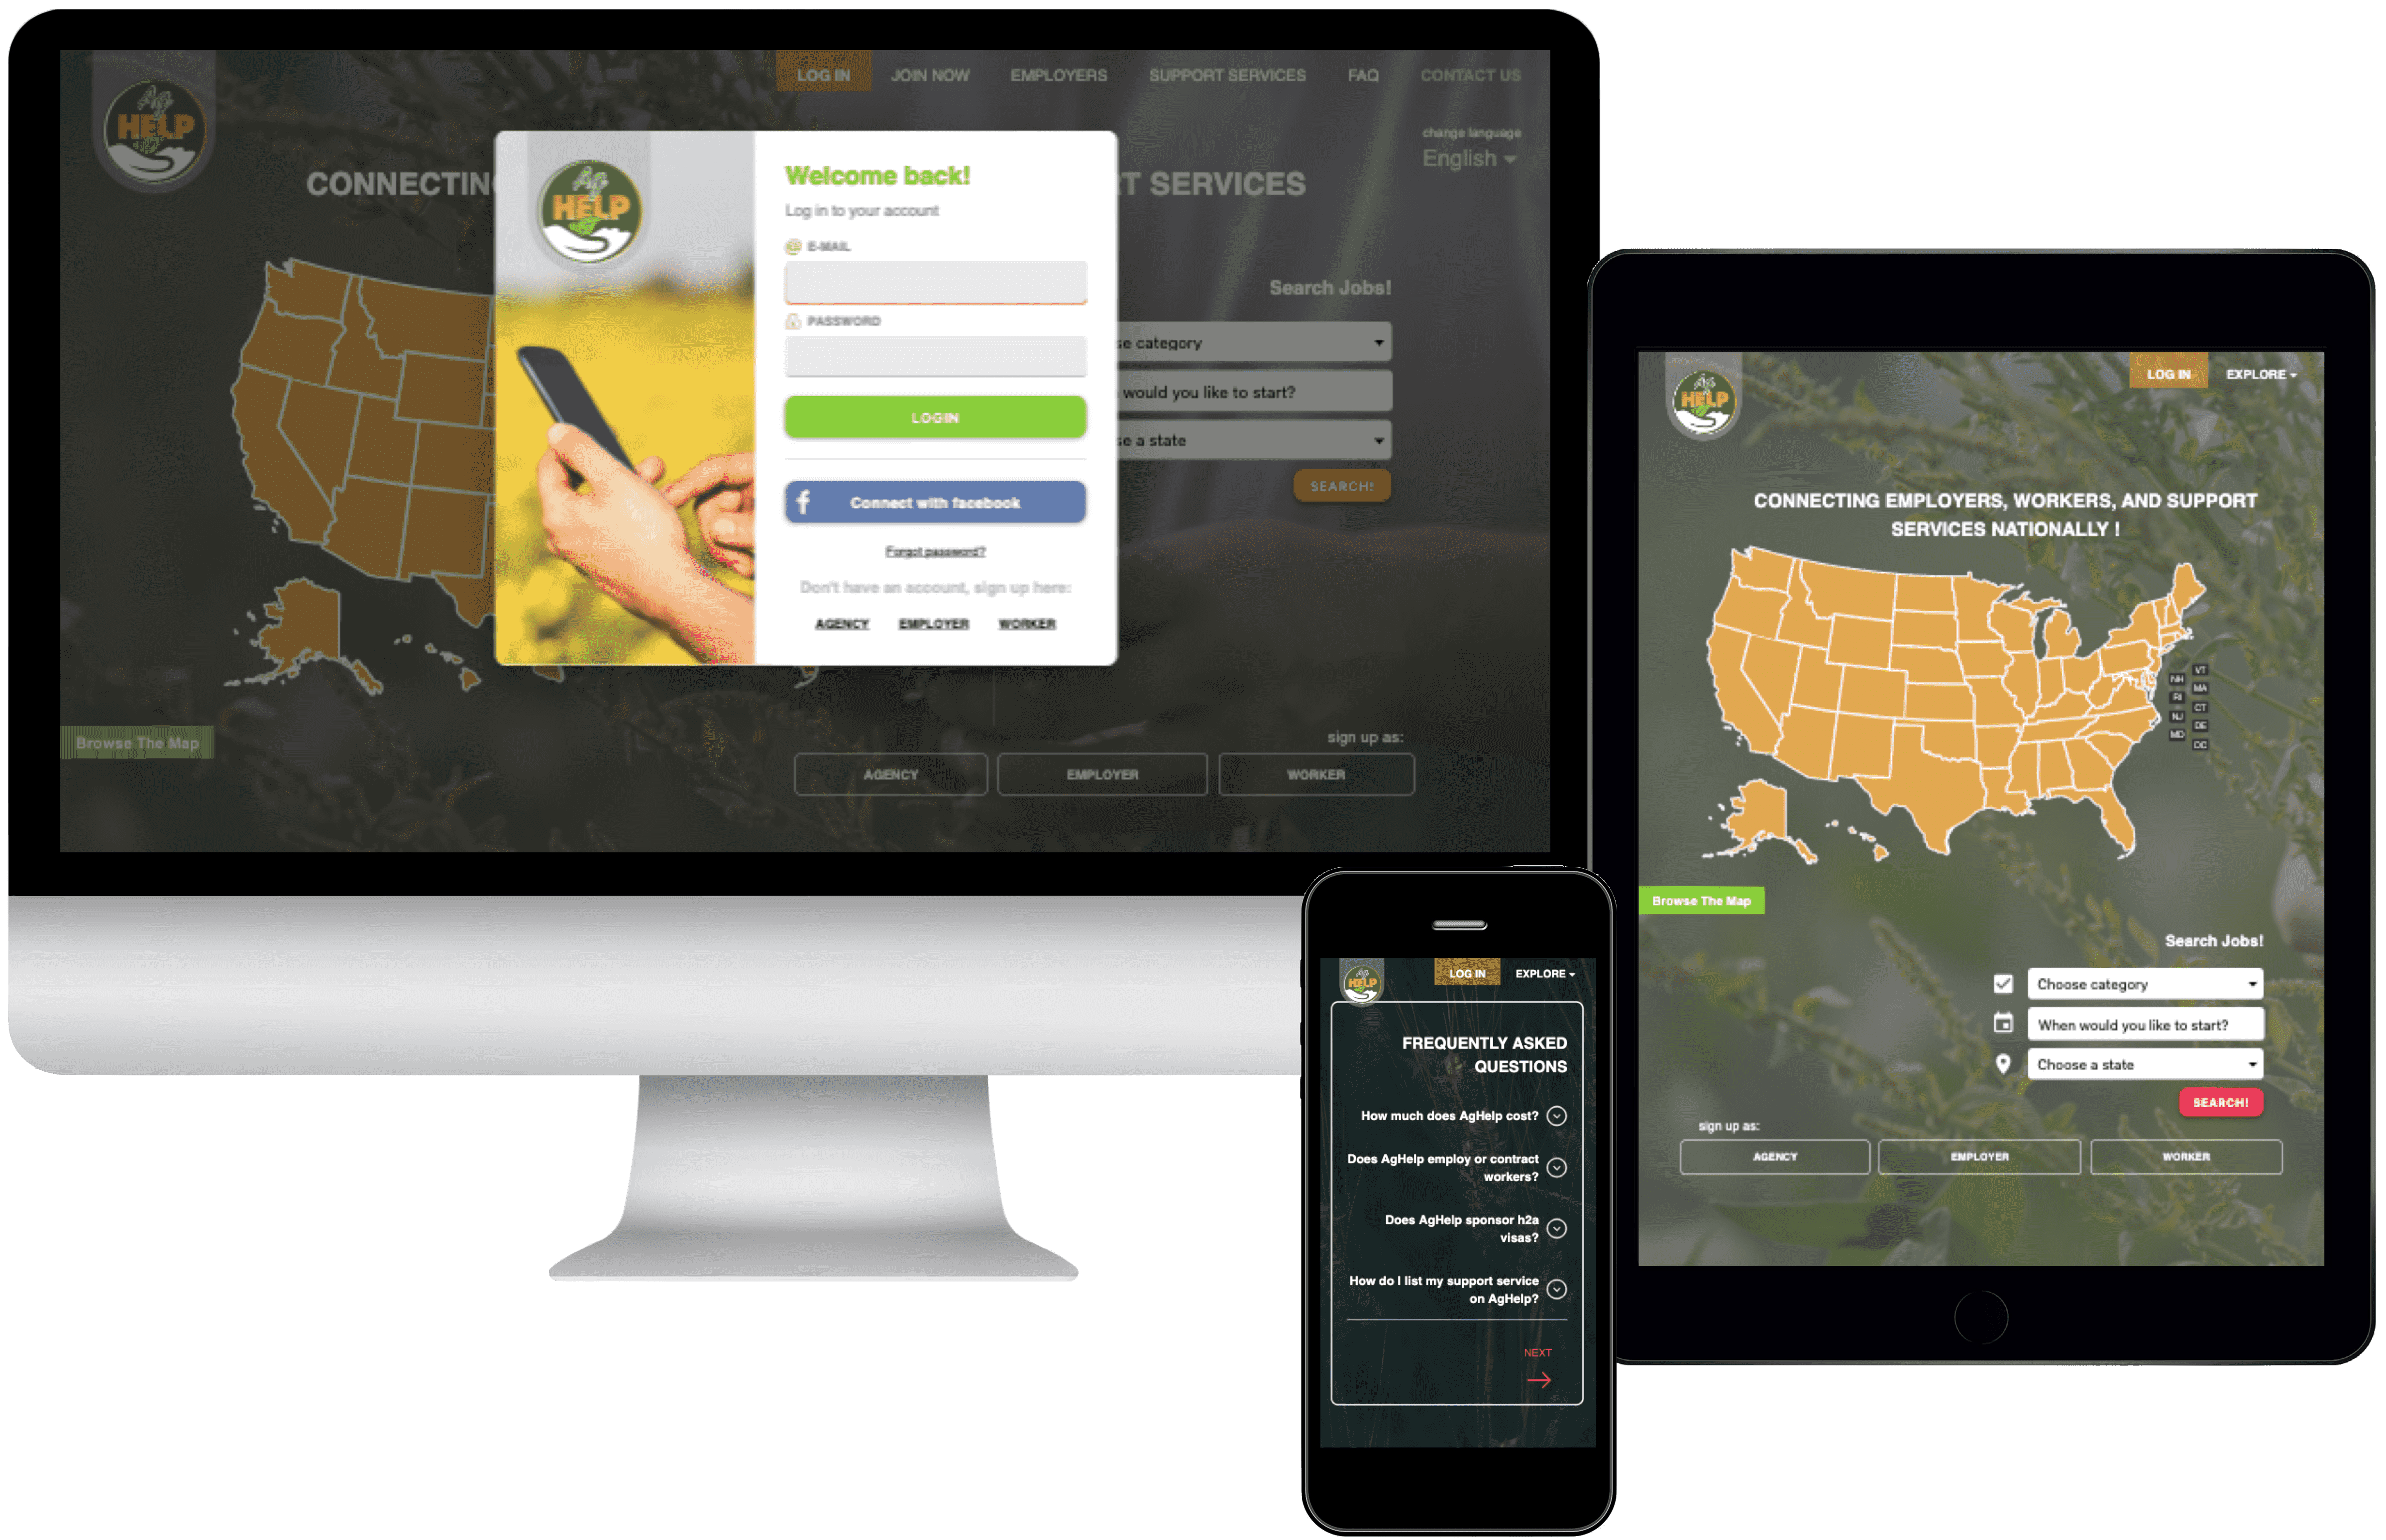 Ag
HELP
LOG IN
JOIN NOW
EMPLOYERS
SUPPORT SERVICES
FAQ
CONTACT US
change language
English
CONNECTIN
T SERVICES
Ag
HELP
Welcome back!
Log in to your account
@ E-MAIL
PASSWORD
LOGIN
f Connect with facebook
Forgot password?
Don't have an account, sign up here:
AGENCY
EMPLOYER
WORKER
Search Jobs!
se category
would you like to start?
se a state
SEARCH!
Browse The Map
sign up as:
AGENCY
EMPLOYER
WORKER
Ag
HELP
LOG IN
EXPLORE
CONNECTING EMPLOYERS, WORKERS, AND SUPPORT
SERVICES NATIONALLY !
VT
NH
MA
RI
CT
NJ
DE
MD
DC
Browse The Map
Search Jobs!
Choose category
When would you like to start?
Choose a state
SEARCH!
sign up as:
AGENCY
EMPLOYER
WORKER
Ag
HELP
LOG IN
EXPLORE
FREQUENTLY ASKED
QUESTIONS
How much does AgHelp cost?
Does AgHelp employ or contract
workers?
Does AgHelp sponsor h2a
visas?
How do I list my support service
on AgHelp?
NEXT